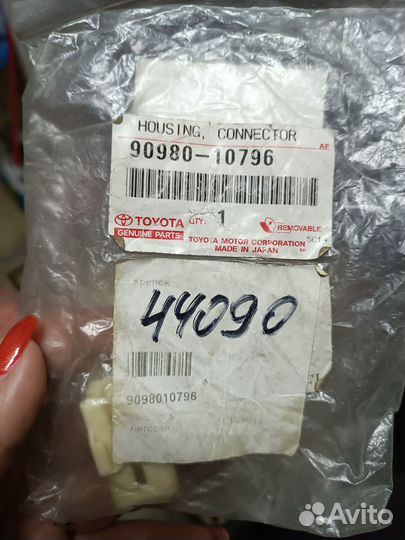 HOUSING, CONNECTOR
AP
90980-10796
TOYOTA
GENUINE PARTS
QTY.
1
REMOVABLE
TOYOTA MOTOR CORPORATION
MADE IN JAPAN
крепеж
44090
9098010796
Avito